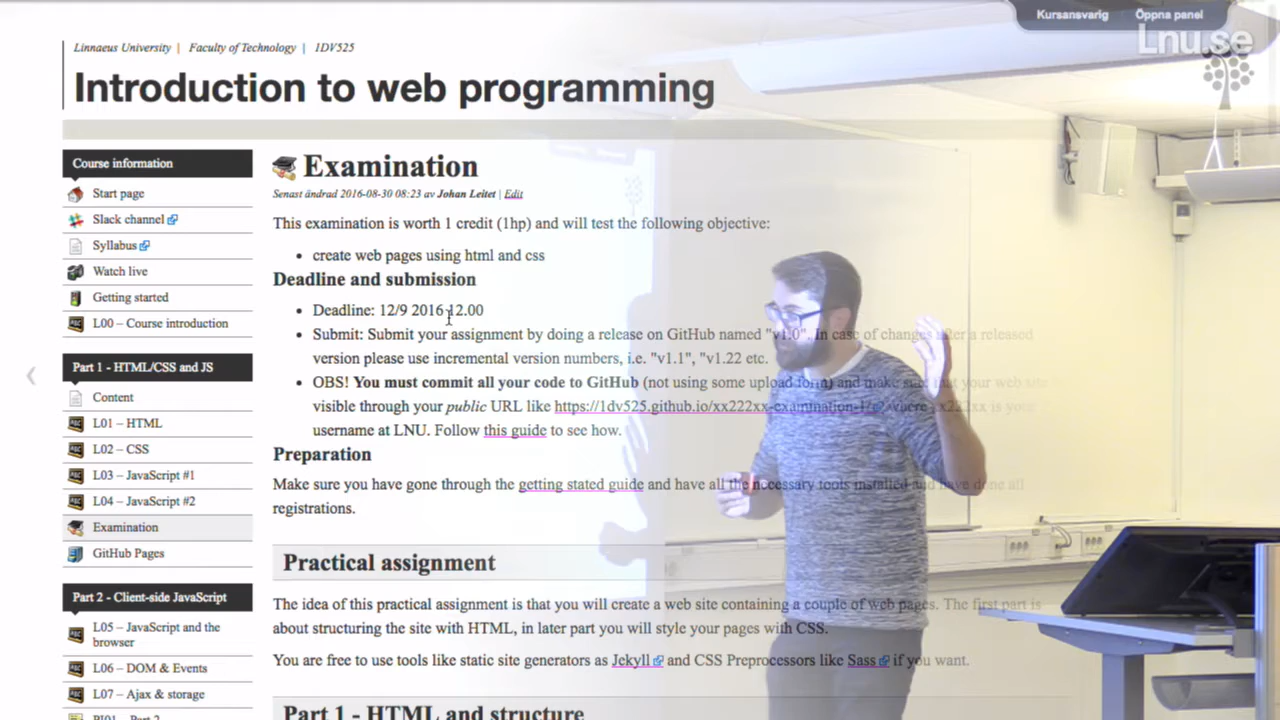 Kursansvarig Öppna panel
Lnu.se
Linnaeus University | Faculty of Technology | 1DV525
Introduction to web programming
Course information
Start page
Slack channel
Syllabus
Watch live
Getting started
L00 – Course introduction
Part 1 - HTML/CSS and JS
Content
L01 – HTML
L02 – CSS
L03 – JavaScript #1
L04 – JavaScript #2
Examination
GitHub Pages
Part 2 - Client-side JavaScript
L05 – JavaScript and the
browser
L06 – DOM & Events
L07 – Ajax & storage
Examination
Senast ändrad 2016-08-30 08:23 av Johan Leitet | Edit
This examination is worth 1 credit (1hp) and will test the following objective:
• create web pages using html and css
Deadline and submission
• Deadline: 12/9 2016 12.00
• Submit: Submit your assignment by doing a release on GitHub named "v1.0". In case of changes after a released
version please use incremental version numbers, i.e. "v1.1", "v1.22 etc.
• OBS! You must commit all your code to GitHub (not using some upload form) and make sure that your web site
visible through your public URL like https://1dv525.github.io/xx222xx-examination-1/ where xx222xx is your
username at LNU. Follow this guide to see how.
Preparation
Make sure you have gone through the getting stated guide and have all the necessary tools installed and have done all
registrations.
Practical assignment
The idea of this practical assignment is that you will create a web site containing a couple of web pages. The first part is
about structuring the site with HTML, in later part you will style your pages with CSS.
You are free to use tools like static site generators as Jekyll and CSS Preprocessors like Sass if you want.
Part 1 - HTML and structure